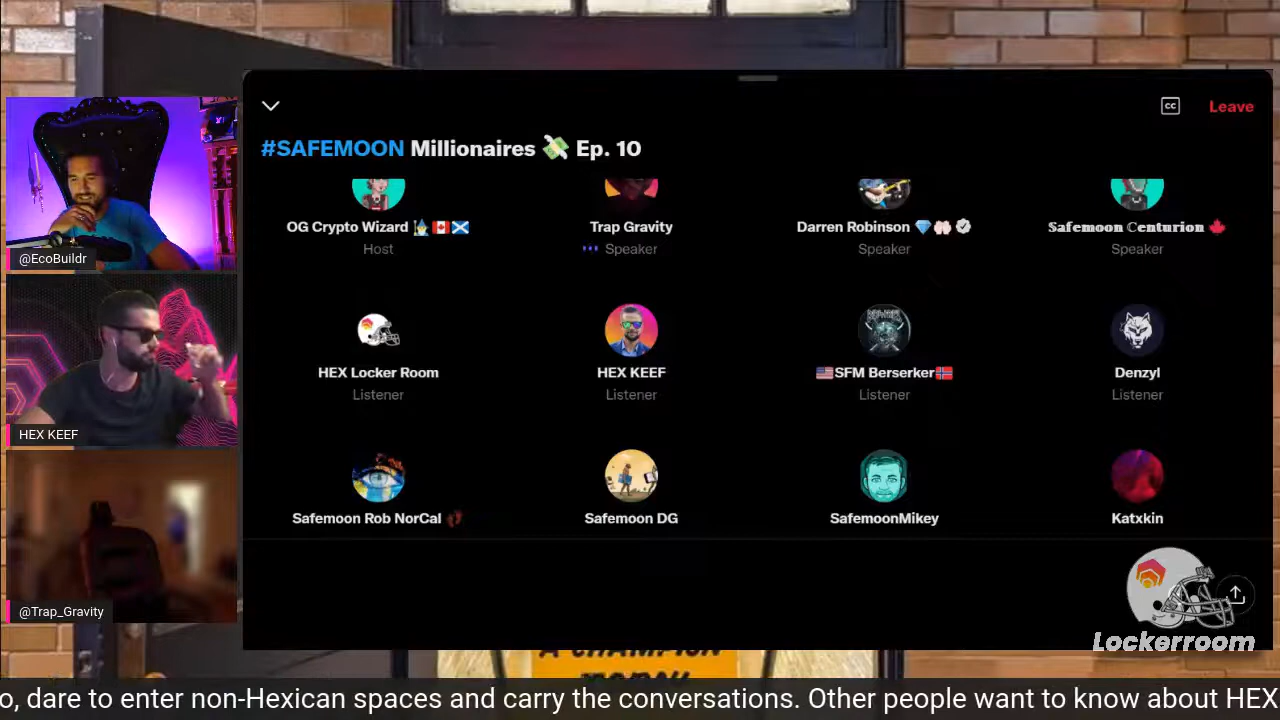 CC
Leave
#SAFEMOON Millionaires 💸 Ep. 10
OG Crypto Wizard 🧙‍♂️🇨🇦🏴󠁧󠁢󠁳󠁣󠁴󠁿
Host
Trap Gravity
Speaker
Darren Robinson 💎👐🏻
Speaker
𝕾𝖆𝖋𝖊𝖒𝖔𝖔𝖓 ℂ𝖊𝖓𝖙𝖚𝖗𝖎𝖔𝖓 🍁
Speaker
HEX Locker Room
Listener
HEX KEEF
Listener
🇺🇸SFM Berserker🇳🇴
Listener
Denzyl
Listener
Safemoon Rob NorCal 👣
Safemoon DG
SafemoonMikey
Katxkin
@EcoBuildr
HEX KEEF
@Trap_Gravity
Lockerroom
A CHAMPION
o, dare to enter non-Hexican spaces and carry the conversations. Other people want to know about HEX